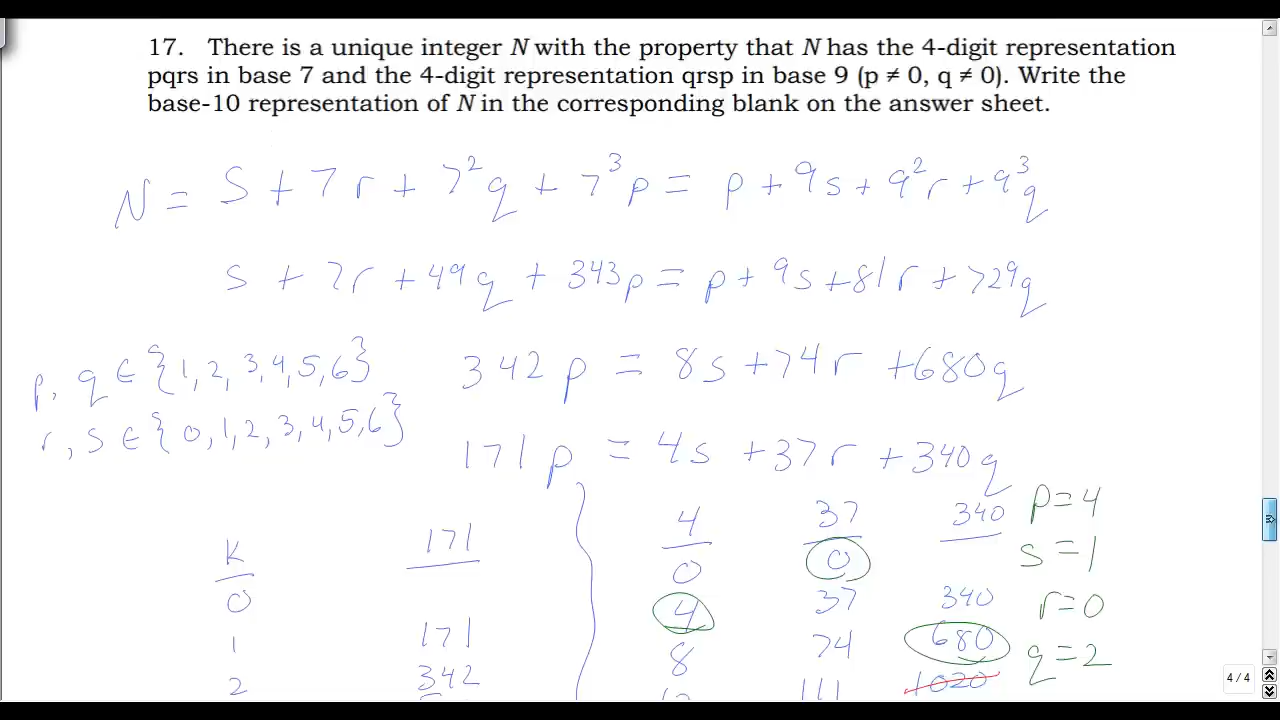 17. There is a unique integer N with the property that N has the 4-digit representation
pqrs in base 7 and the 4-digit representation qrsp in base 9 (p ≠ 0, q ≠ 0). Write the
base-10 representation of N in the corresponding blank on the answer sheet.
N = S + 7r + 7²q + 7³p = p + 9s + 9²r + 9³q
s + 7r + 49q + 343p = p + 9s + 81r + 729q
p, q ∈ {1, 2, 3, 4, 5, 6}
r, s ∈ {0, 1, 2, 3, 4, 5, 6}
342p = 8s + 74r + 680q
171p = 4s + 37r + 340q
K 171
0
1 171
2 342
4 37 340
0 0
4 37 340
8 74 680
111 1020
p = 4
s = 1
r = 0
q = 2
4 / 4